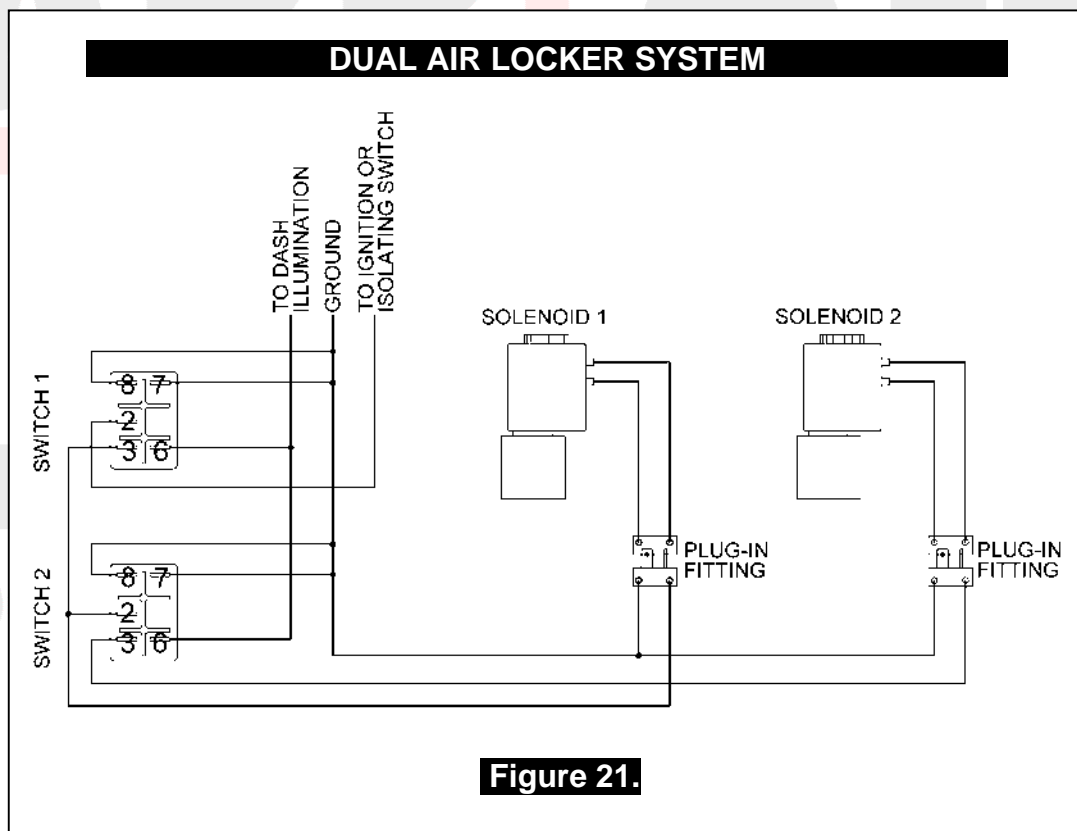 DUAL AIR LOCKER SYSTEM
TO DASH
ILLUMINATION
GROUND
TO IGNITION OR
ISOLATING SWITCH
SOLENOID 1
SOLENOID 2
SWITCH 1
8 7
2
3 6
SWITCH 2
8 7
2
3 6
PLUG-IN
FITTING
PLUG-IN
FITTING
Figure 21.